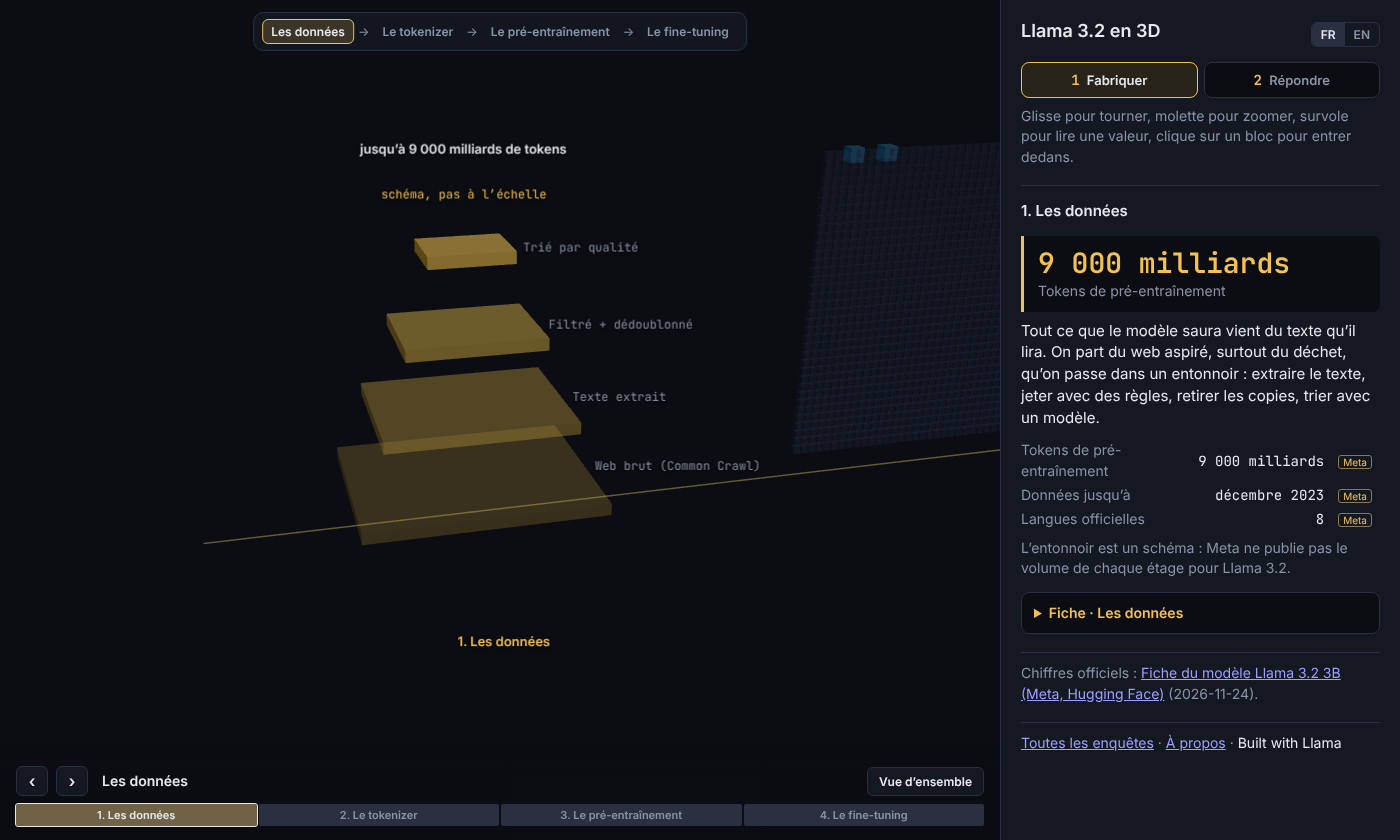 Les données → Le tokenizer → Le pré-entraînement → Le fine-tuning
jusqu’à 9 000 milliards de tokens
schéma, pas à l’échelle
Trié par qualité
Filtré + dédoublonné
Texte extrait
Web brut (Common Crawl)
1. Les données
‹ › Les données
Vue d’ensemble
1. Les données
2. Le tokenizer
3. Le pré-entraînement
4. Le fine-tuning
Llama 3.2 en 3D
FR EN
1 Fabriquer
2 Répondre
Glisse pour tourner, molette pour zoomer, survole
pour lire une valeur, clique sur un bloc pour entrer
dedans.
1. Les données
9 000 milliards
Tokens de pré-entraînement
Tout ce que le modèle saura vient du texte qu’il
lira. On part du web aspiré, surtout du déchet,
qu’on passe dans un entonnoir : extraire le texte,
jeter avec des règles, retirer les copies, trier avec
un modèle.
Tokens de pré-
entraînement
9 000 milliards Meta
Données jusqu’à décembre 2023 Meta
Langues officielles 8 Meta
L’entonnoir est un schéma : Meta ne publie pas le
volume de chaque étage pour Llama 3.2.
▶ Fiche · Les données
Chiffres officiels : Fiche du modèle Llama 3.2 3B
(Meta, Hugging Face) (2026-11-24).
Toutes les enquêtes · À propos · Built with Llama